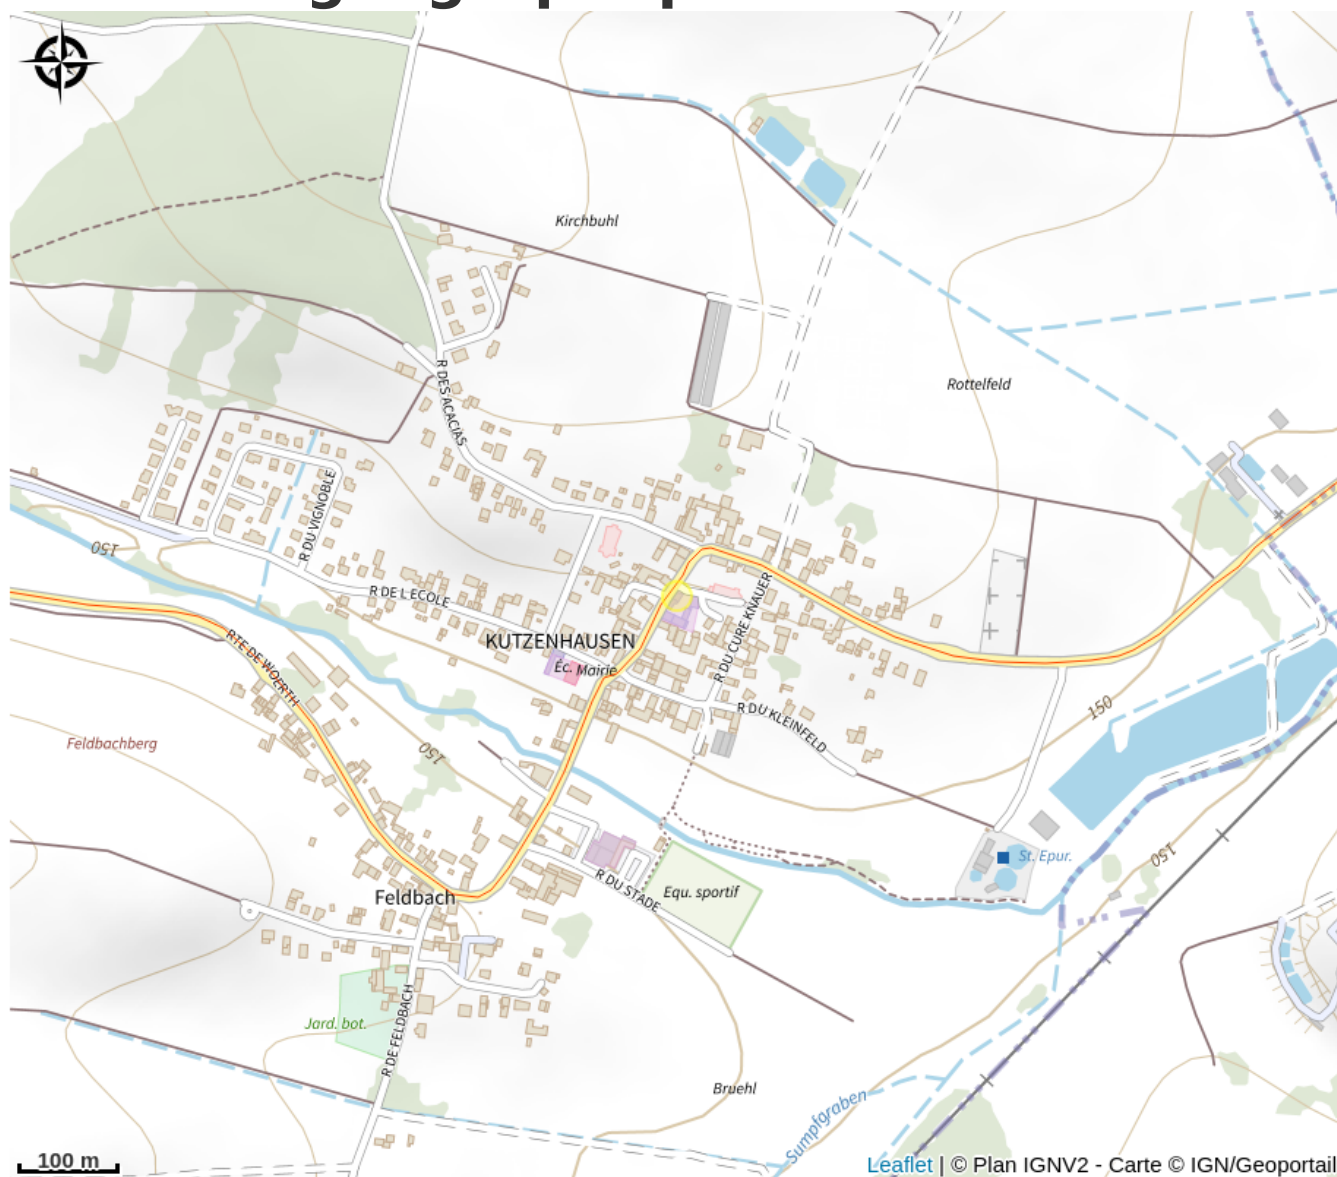 Kirchbuhl
Rottelfeld
R DES ACACIAS
R DU VIGNOBLE
150
R DE L ECOLE
KUTZENHAUSEN
Éc. Mairie
R DU CURE KNAUER
RTE DE WOERTH
R DU KLEINFELD
150
Feldbachberg
150
150
St. Epur.
R DU STADE
Equ. sportif
Feldbach
Jard. bot.
R DE FELDBACH
Bruehl
Sumpfgraben
100 m
Leaflet | © Plan IGNV2 - Carte © IGN/Geoportail